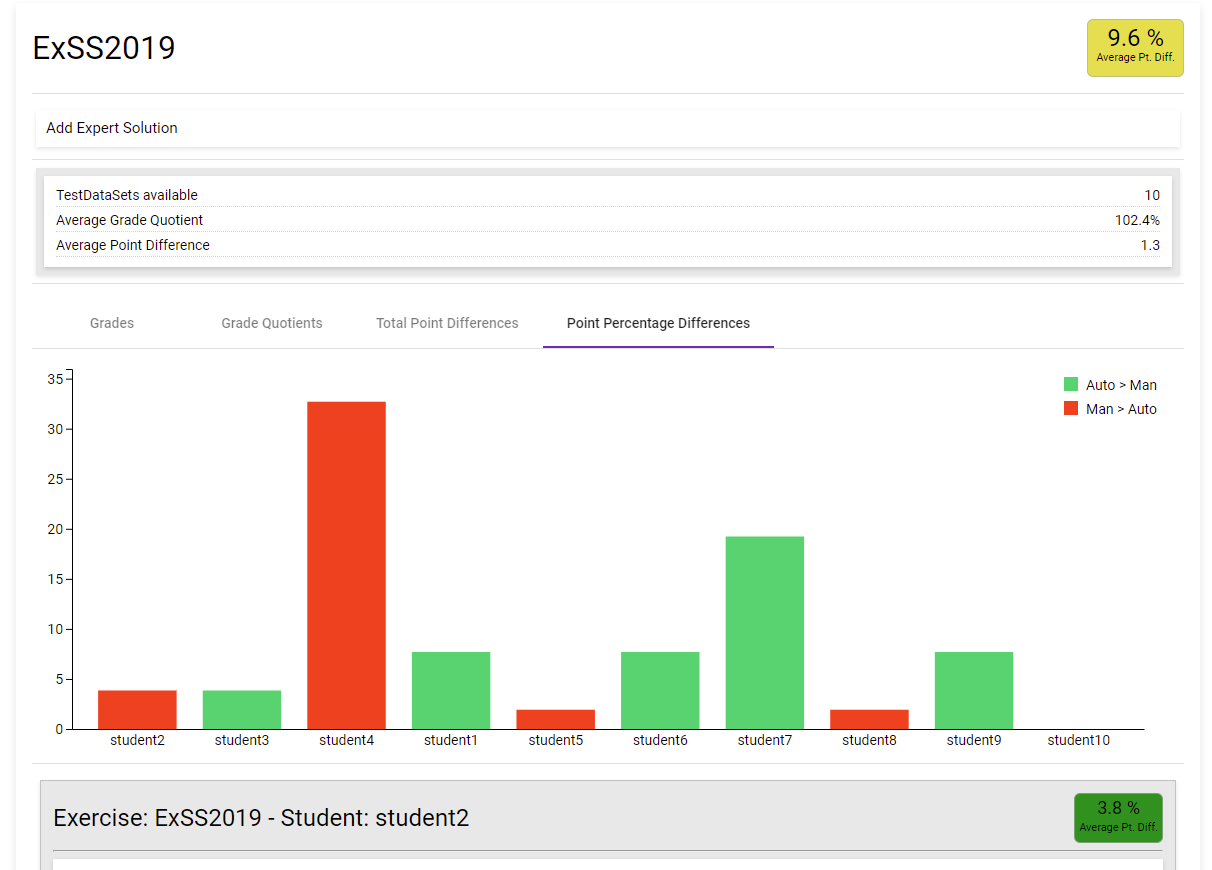 ExSS2019
9.6 %
Average Pt. Diff.
Add Expert Solution
TestDataSets available 10
Average Grade Quotient 102.4%
Average Point Difference 1.3
Grades Grade Quotients Total Point Differences Point Percentage Differences
35
30
25
20
15
10
5
0
Auto > Man
Man > Auto
student2 student3 student4 student1 student5 student6 student7 student8 student9 student10
Exercise: ExSS2019 - Student: student2
3.8 %
Average Pt. Diff.